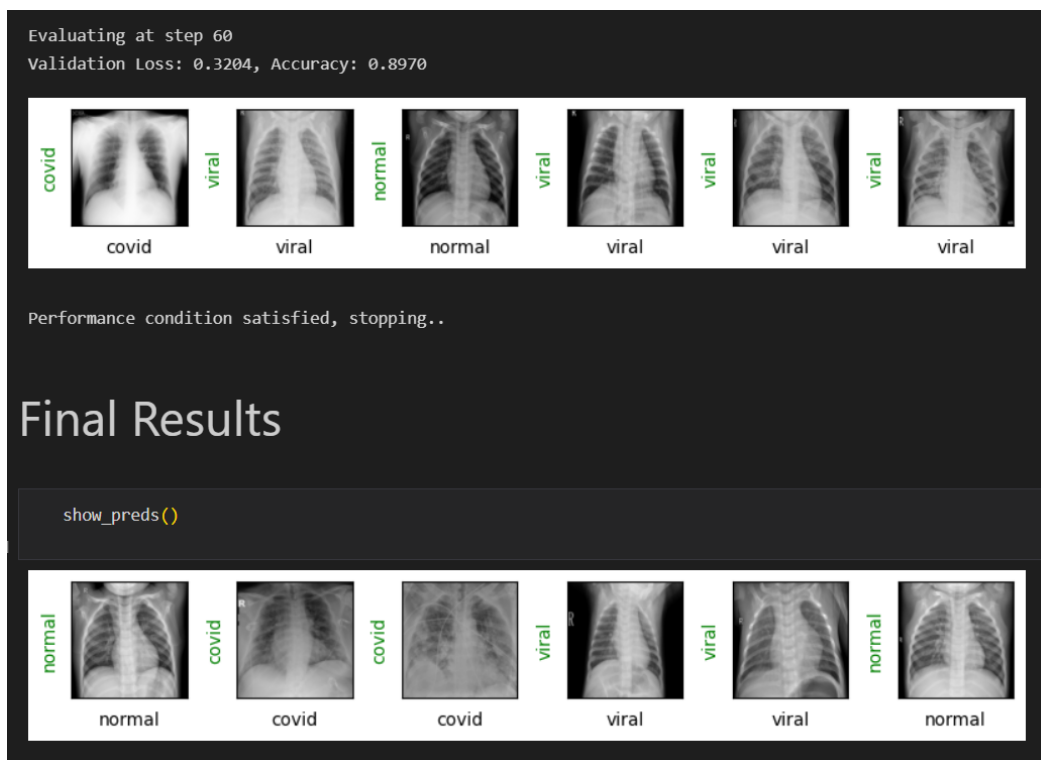 Evaluating at step 60
Validation Loss: 0.3204, Accuracy: 0.8970
covid viral normal viral viral viral
covid viral normal viral viral viral
Performance condition satisfied, stopping..
Final Results
show_preds()
normal covid covid viral viral normal
normal covid covid viral viral normal